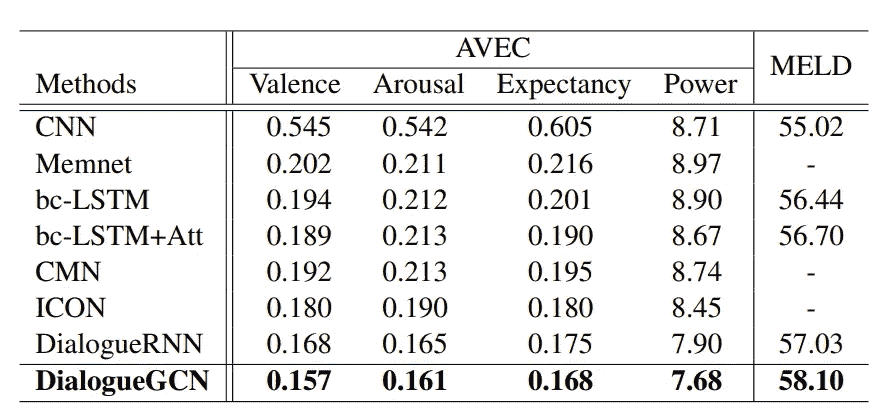 AVEC
MELD
Methods Valence Arousal Expectancy Power
CNN 0.545 0.542 0.605 8.71 55.02
Memnet 0.202 0.211 0.216 8.97 -
bc-LSTM 0.194 0.212 0.201 8.90 56.44
bc-LSTM+Att 0.189 0.213 0.190 8.67 56.70
CMN 0.192 0.213 0.195 8.74 -
ICON 0.180 0.190 0.180 8.45 -
DialogueRNN 0.168 0.165 0.175 7.90 57.03
DialogueGCN 0.157 0.161 0.168 7.68 58.10